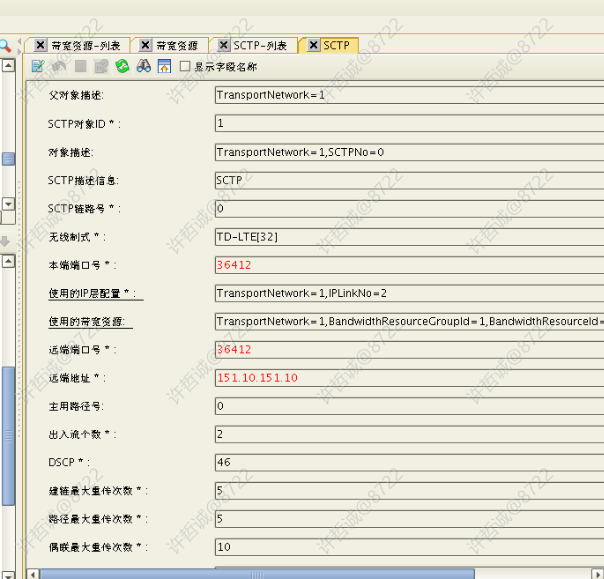 带宽资源-列表 带宽资源 SCTP-列表 SCTP
显示字段名称
父对象描述: TransportNetwork=1
SCTP对象ID * : 1
对象描述: TransportNetwork=1,SCTPNo=0
SCTP描述信息: SCTP
SCTP链路号 * : 0
无线制式 * : TD-LTE[32]
本端端口号 * : 36412
使用的IP层配置 * : TransportNetwork=1,IPLinkNo=2
使用的带宽资源: TransportNetwork=1,BandwidthResourceGroupId=1,BandwidthResourceId=
远端端口号 * : 36412
远端地址 * : 151.10.151.10
主用路径号: 0
出入流个数 * : 2
DSCP * : 46
建链最大重传次数 * : 5
路径最大重传次数 * : 5
偶联最大重传次数 * : 10
许哲诚@8722